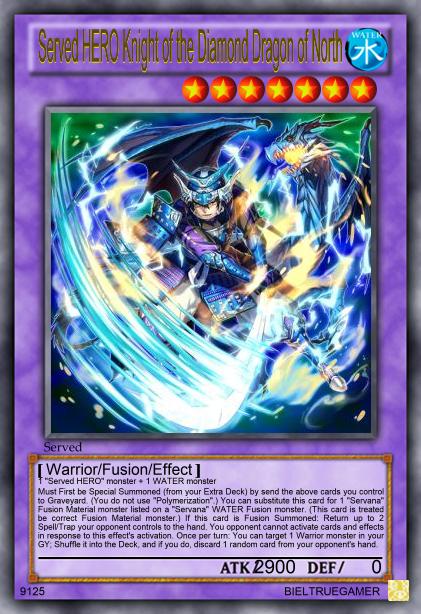 Served HERO Knight of the Diamond Dragon of North
WATER
水
Served
[ Warrior/Fusion/Effect ]
1 "Served HERO" monster + 1 WATER monster
Must First be Special Summoned (from your Extra Deck) by send the above cards you control
to Graveyard. (You do not use "Polymerization".) You can substitute this card for 1 "Servana"
Fusion Material monster listed on a "Servana" WATER Fusion monster. (This card is treated
be correct Fusion Material monster.) If this card is Fusion Summoned: Return up to 2
Spell/Trap your opponent controls to the hand. You opponent cannot activate cards and effects
in response to this effect's activation. Once per turn: You can target 1 Warrior monster in your
GY; Shuffle it into the Deck, and if you do, discard 1 random card from your opponent's hand.
ATK/2900 DEF/ 0
9125 BIELTRUEGAMER